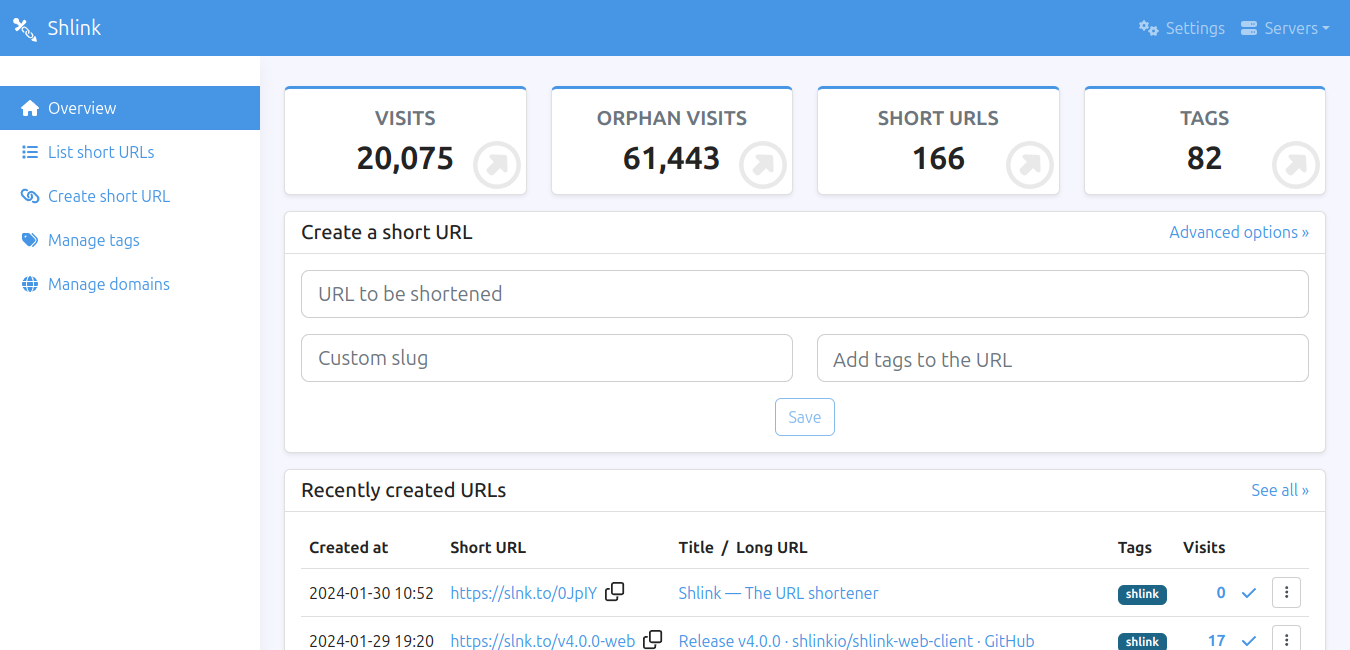 Shlink
Settings
Servers
Overview
List short URLs
Create short URL
Manage tags
Manage domains
VISITS
20,075
ORPHAN VISITS
61,443
SHORT URLS
166
TAGS
82
Create a short URL
Advanced options »
URL to be shortened
Custom slug
Add tags to the URL
Save
Recently created URLs
See all »
Created at Short URL Title / Long URL Tags Visits
2024-01-30 10:52 https://slnk.to/0JpIY Shlink — The URL shortener shlink 0
2024-01-29 19:20 https://slnk.to/v4.0.0-web Release v4.0.0 · shlinkio/shlink-web-client · GitHub shlink 17